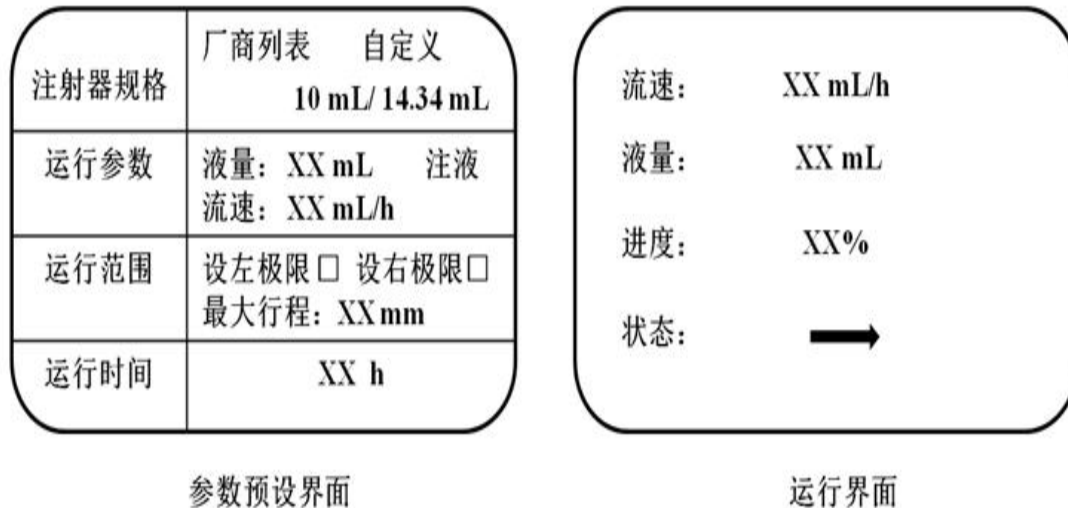 注射器规格
厂商列表 自定义
10 mL/ 14.34 mL
运行参数
液量：XX mL 注液
流速：XX mL/h
运行范围
设左极限□ 设右极限□
最大行程：XX mm
运行时间
XX h
参数预设界面
流速： XX mL/h
液量： XX mL
进度： XX%
状态：
运行界面